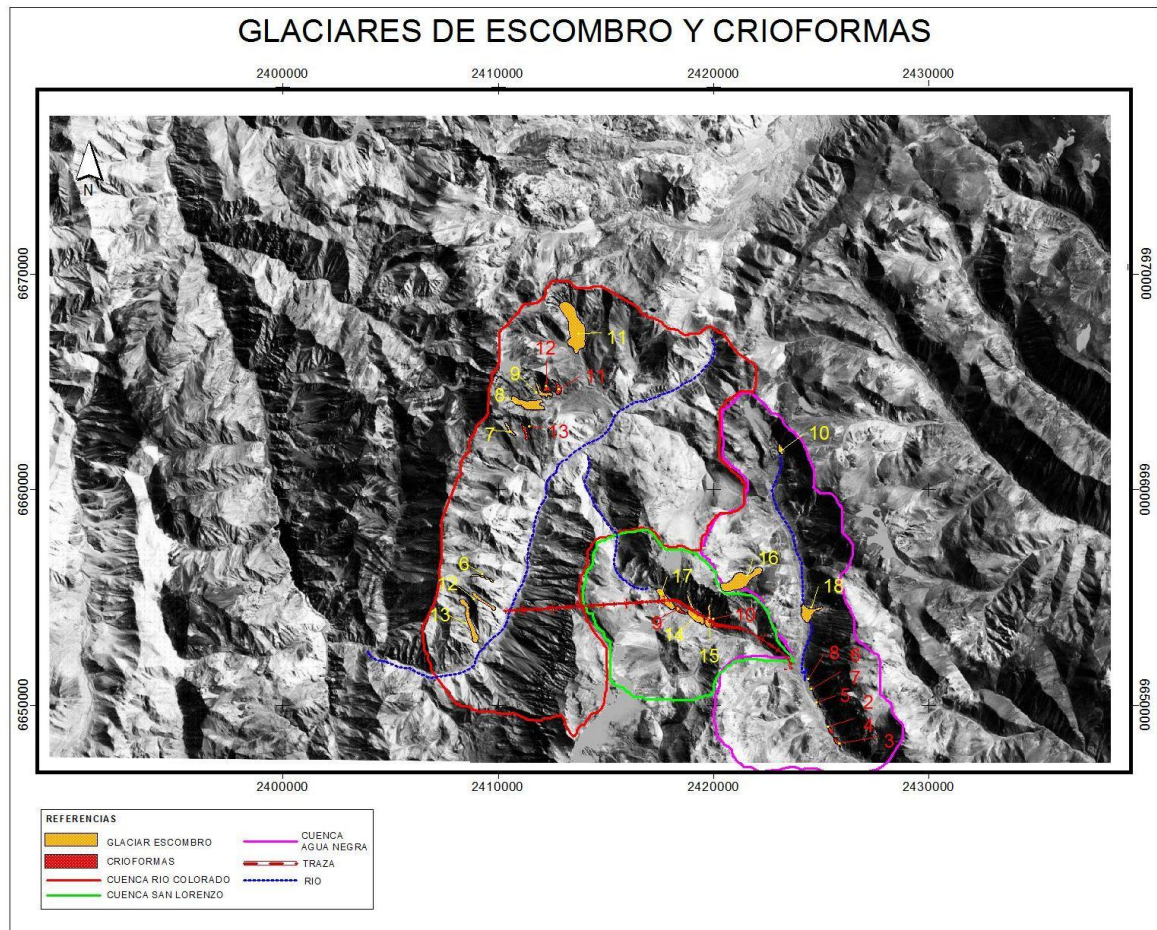 GLACIARES DE ESCOMBRO Y CRIOFORMAS
2400000 2410000 2420000 2430000
N
6670000 6670000
11
12
9 11
8
7 13
10
6660000 6660000
6
12
13
16
17
18
9 14 10
15
8 6
7
5 2
4
3
6650000 6650000
2400000 2410000 2420000 2430000
REFERENCIAS
GLACIAR ESCOMBRO
CRIOFORMAS
CUENCA RIO COLORADO
CUENCA SAN LORENZO
CUENCA
AGUA NEGRA
TRAZA
RIO